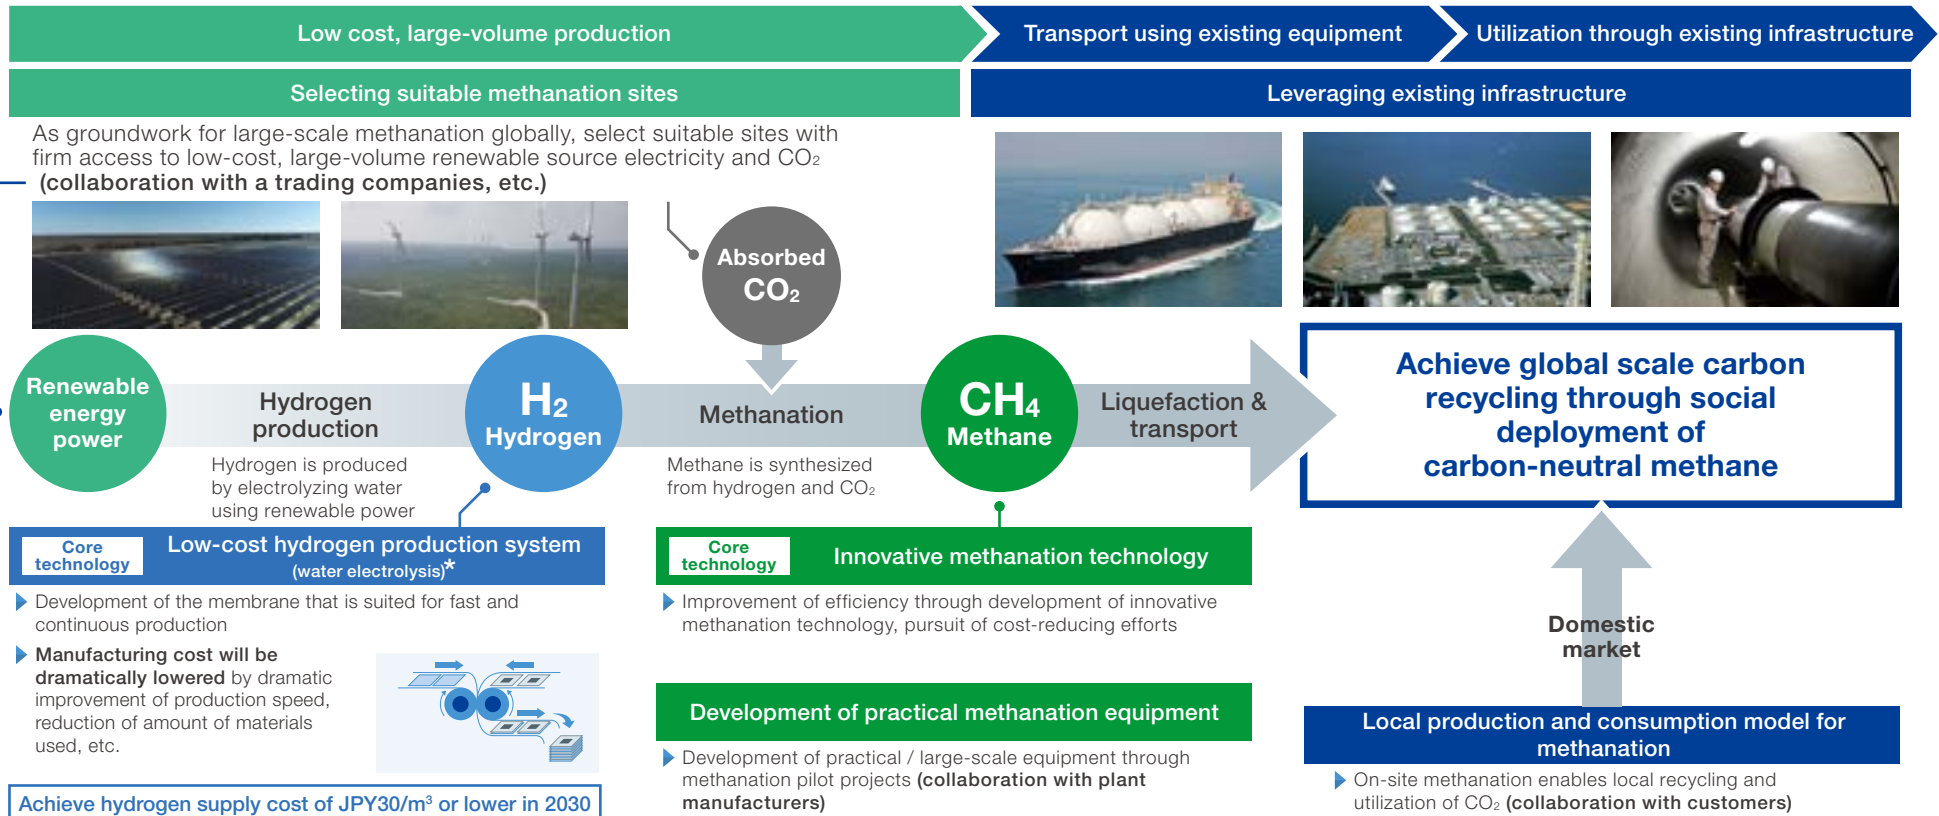 Low cost, large-volume production
Transport using existing equipment
Utilization through existing infrastructure
Selecting suitable methanation sites
Leveraging existing infrastructure
As groundwork for large-scale methanation globally, select suitable sites with
firm access to low-cost, large-volume renewable source electricity and CO₂
(collaboration with a trading companies, etc.)
Absorbed
CO₂
Renewable
energy
power
Hydrogen
production
Hydrogen is produced
by electrolyzing water
using renewable power
H₂
Hydrogen
Methanation
Methane is synthesized
from hydrogen and CO₂
CH₄
Methane
Liquefaction &
transport
Achieve global scale carbon
recycling through social
deployment of
carbon-neutral methane
Core
technology
Low-cost hydrogen production system
(water electrolysis)*
Development of the membrane that is suited for fast and
continuous production
Manufacturing cost will be
dramatically lowered by dramatic
improvement of production speed,
reduction of amount of materials
used, etc.
Achieve hydrogen supply cost of JPY30/m³ or lower in 2030
Core
technology
Innovative methanation technology
Improvement of efficiency through development of innovative
methanation technology, pursuit of cost-reducing efforts
Development of practical methanation equipment
Development of practical / large-scale equipment through
methanation pilot projects (collaboration with plant
manufacturers)
Domestic
market
Local production and consumption model for
methanation
On-site methanation enables local recycling and
utilization of CO₂ (collaboration with customers)